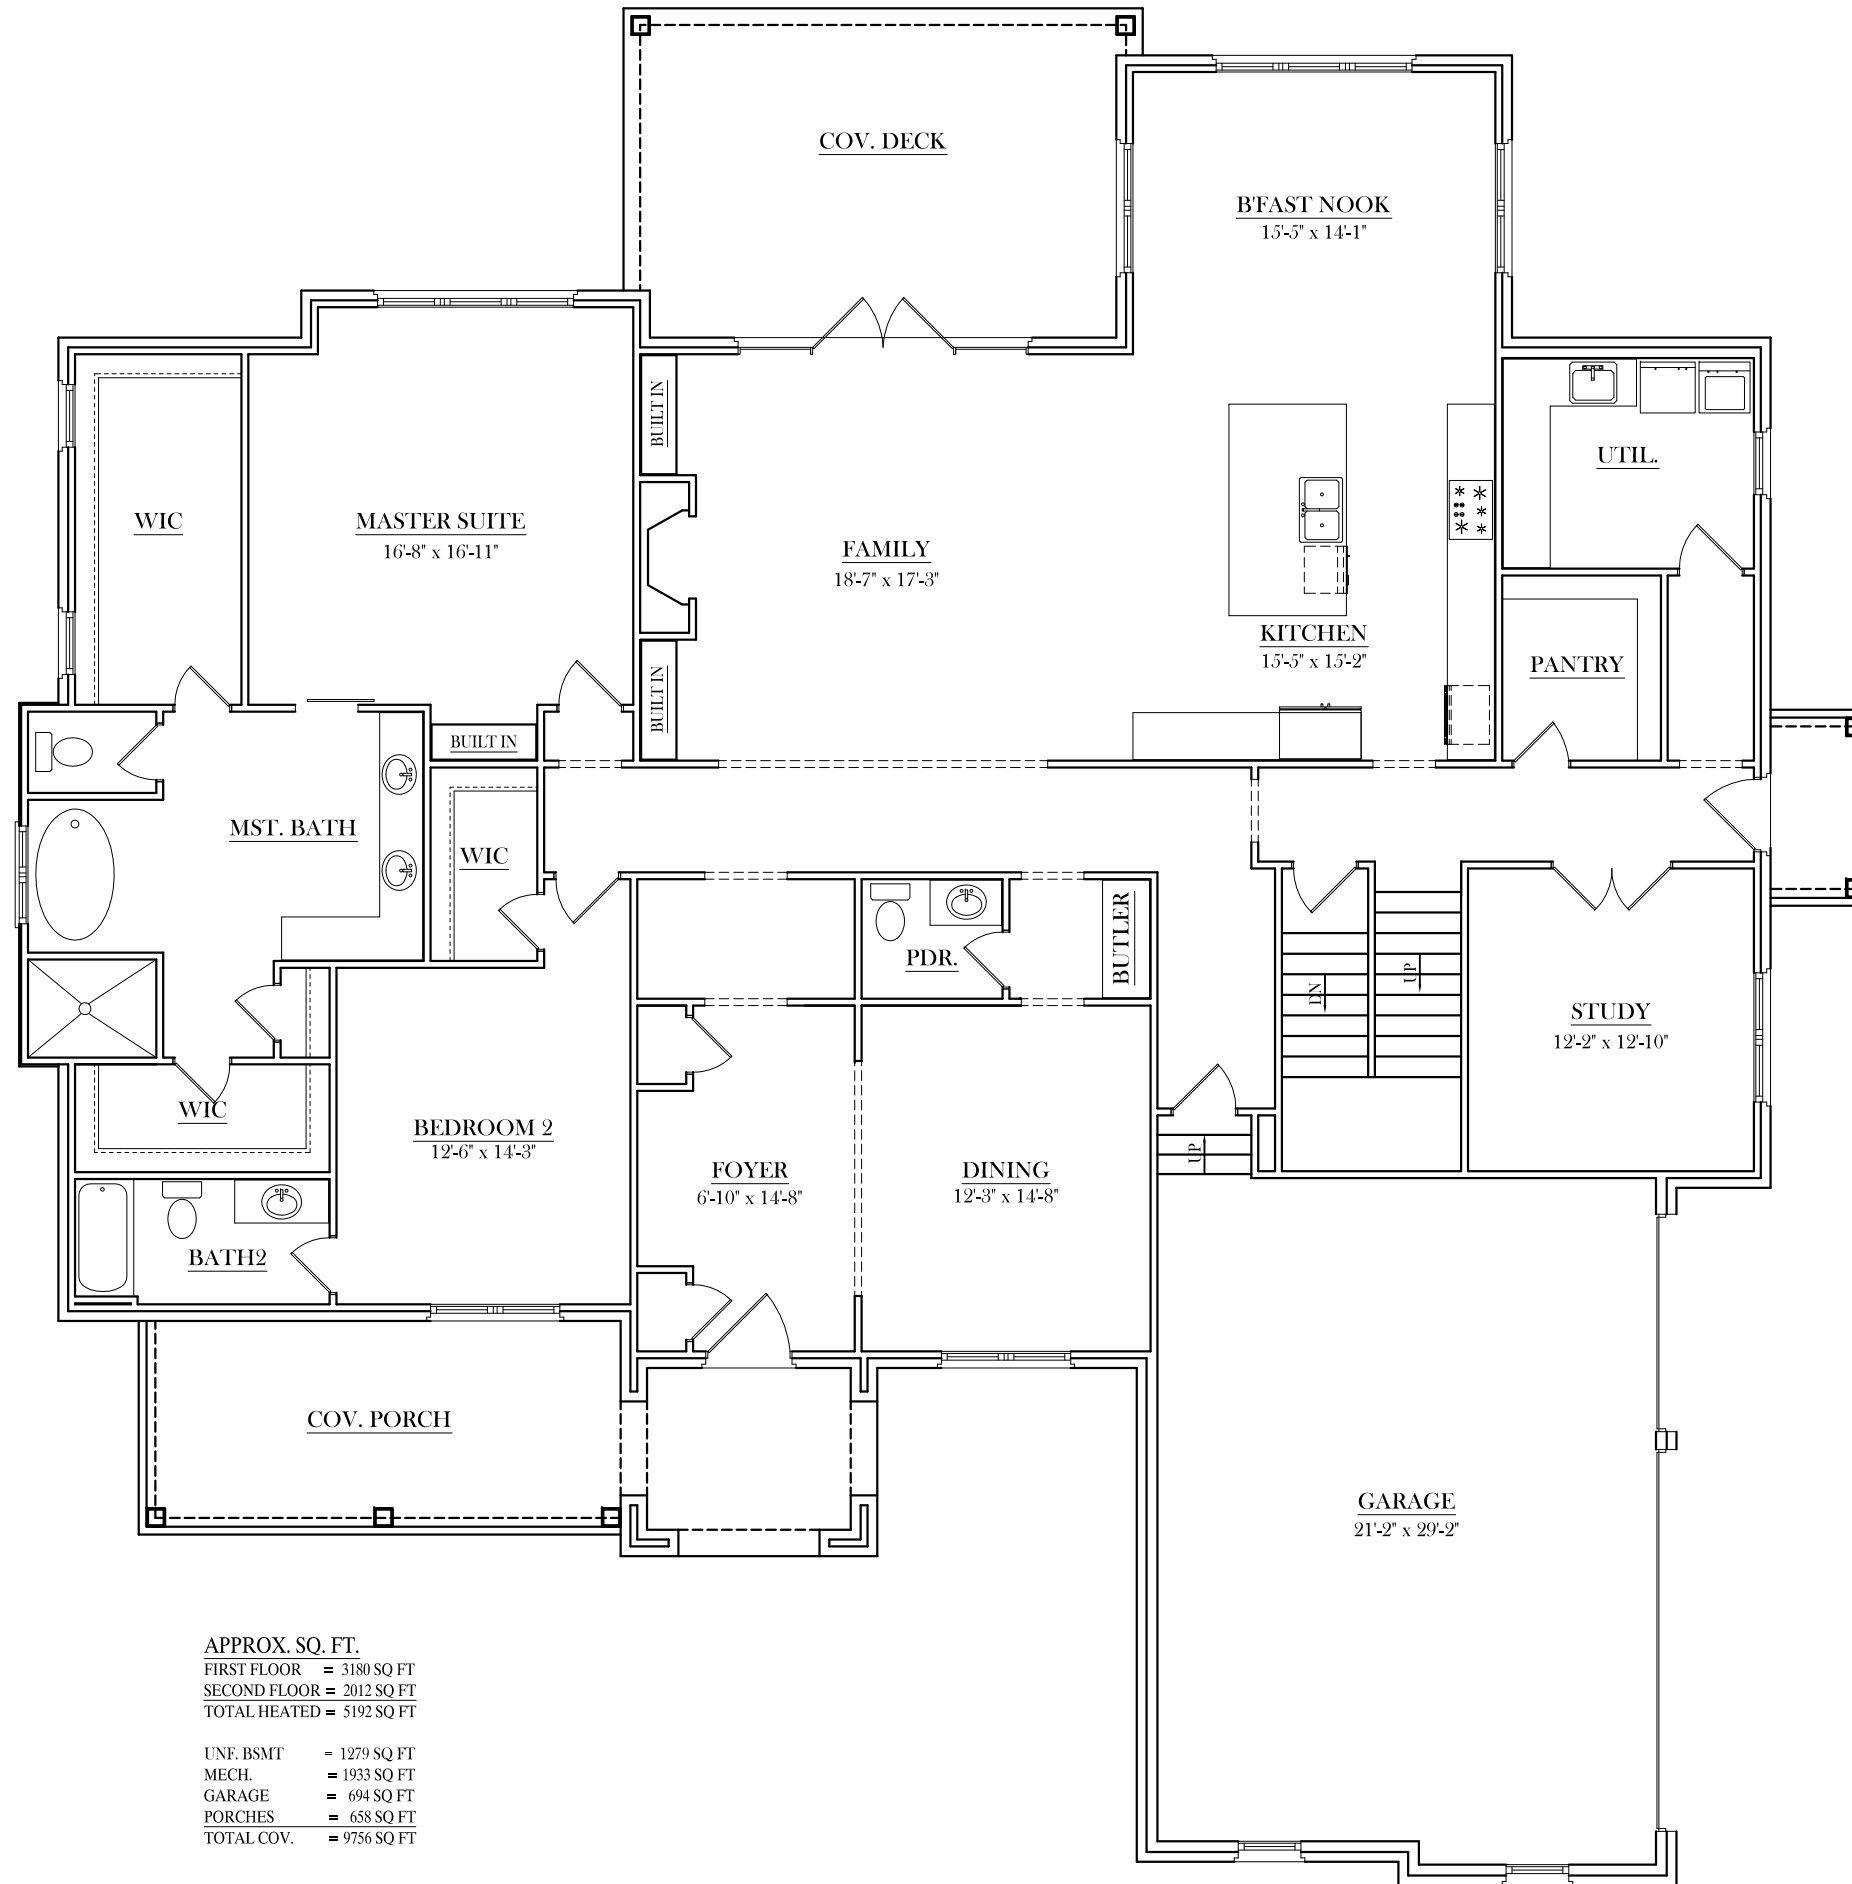 COV. DECK
B'FAST NOOK
15'-5" x 14'-1"
BUILT IN
UTIL.
WIC
MASTER SUITE
16'-8" x 16'-11"
FAMILY
18'-7" x 17'-3"
KITCHEN
15'-5" x 15'-2"
PANTRY
BUILT IN
BUILT IN
MST. BATH
WIC
BUTLER
PDR.
UP
DN
STUDY
12'-2" x 12'-10"
WIC
BEDROOM 2
12'-6" x 14'-3"
FOYER
6'-10" x 14'-8"
DINING
12'-3" x 14'-8"
UP
BATH2
COV. PORCH
GARAGE
21'-2" x 29'-2"
APPROX. SQ. FT.
FIRST FLOOR = 3180 SQ FT
SECOND FLOOR = 2012 SQ FT
TOTAL HEATED = 5192 SQ FT
UNF. BSMT = 1279 SQ FT
MECH. = 1933 SQ FT
GARAGE = 694 SQ FT
PORCHES = 658 SQ FT
TOTAL COV. = 9756 SQ FT